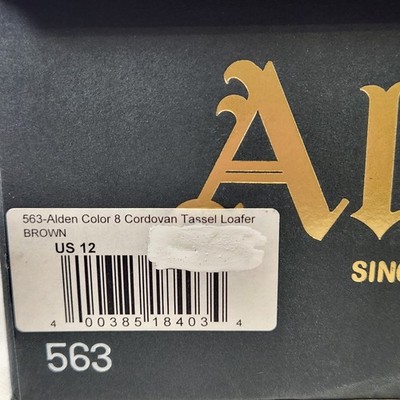 563-Alden Color 8 Cordovan Tassel Loafer
BROWN
US 12
4 00385 18403 4
563